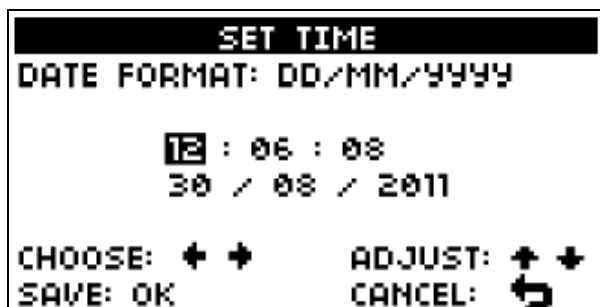 SET TIME
DATE FORMAT: DD/MM/YYYY
12 : 06 : 08
30 / 08 / 2011
CHOOSE: ← → ADJUST: ↑ ↓
SAVE: OK CANCEL: ↩